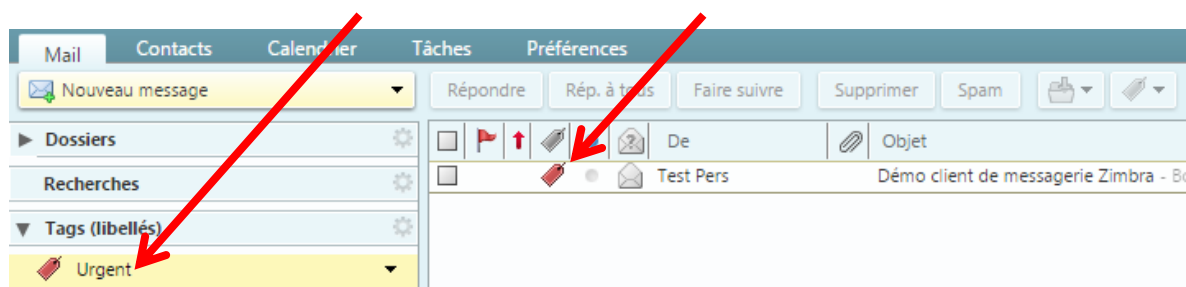 Mail Contacts Calendrier Tâches Préférences
Nouveau message Répondre Rép. à tous Faire suivre Supprimer Spam
Dossiers De Objet
Recherches Test Pers Démo client de messagerie Zimbra - Bo
Tags (libellés)
Urgent